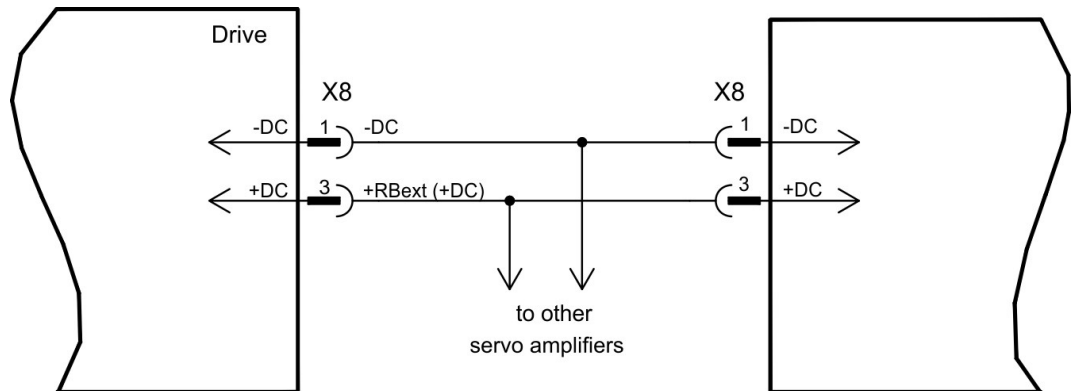 Drive
X8
X8
-DC
1
-DC
1
-DC
+DC
3
+RBext (+DC)
3
+DC
to other
servo amplifiers